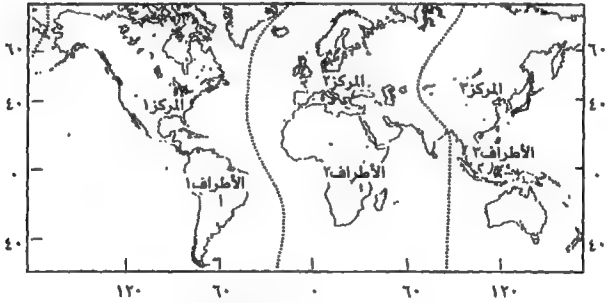 ٦٠ ٦٠
المركز١ المركز٢ المركز٣
٤٠ ٤٠
الأطراف١ الأطراف٢ الأطراف٣
٠ ٠
٤٠ ٤٠
١٢٠ ٦٠ ٠ ٦٠ ١٢٠